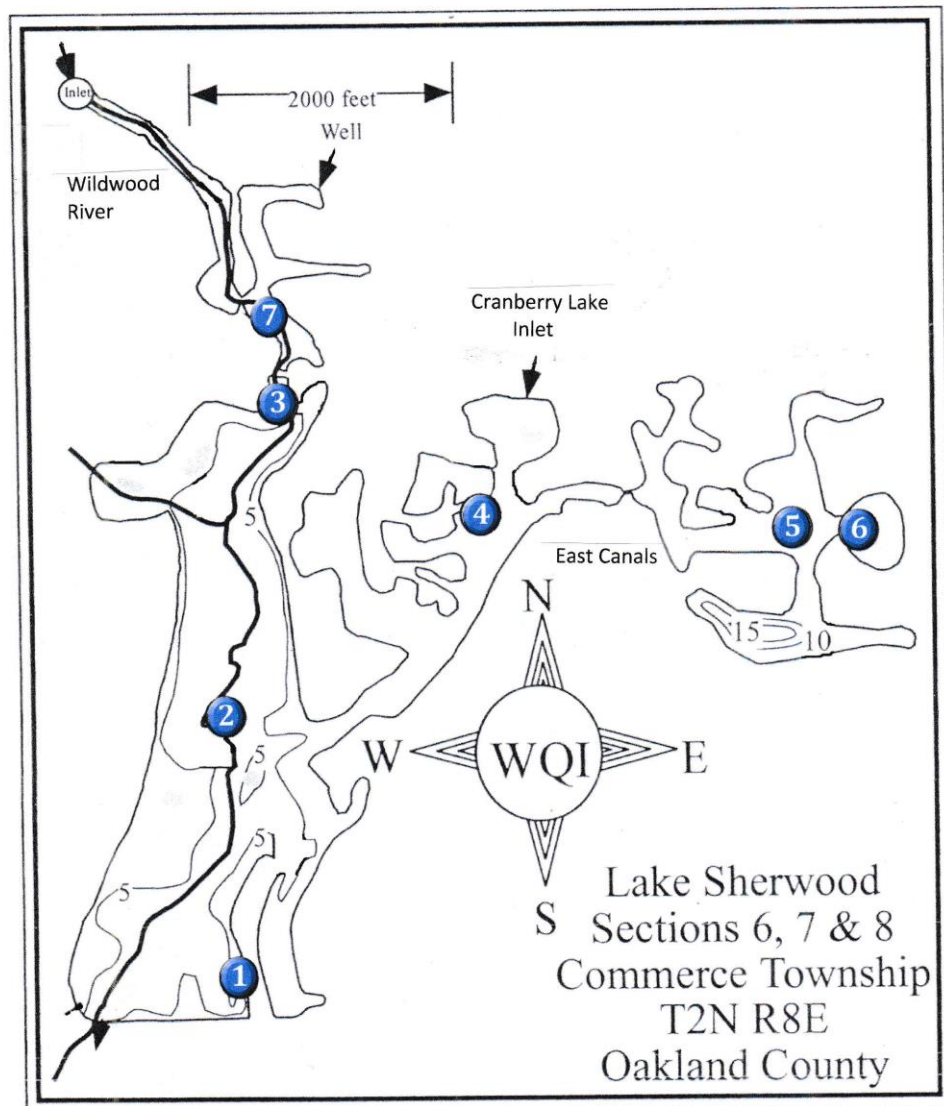 Inlet
2000 feet
Well
Wildwood
River
7
Cranberry Lake
Inlet
3
5
4
5
6
East Canals
N
15
10
2
W
WQI
E
5
5
5
S
1
Lake Sherwood
Sections 6, 7 & 8
Commerce Township
T2N R8E
Oakland County